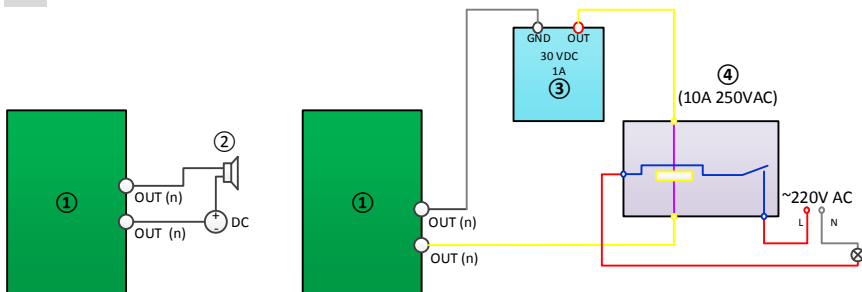 ①
OUT (n)
OUT (n)
②
+
-
DC
①
OUT (n)
OUT (n)
GND OUT
30 VDC
1A
③
④
(10A 250VAC)
~220V AC
L N